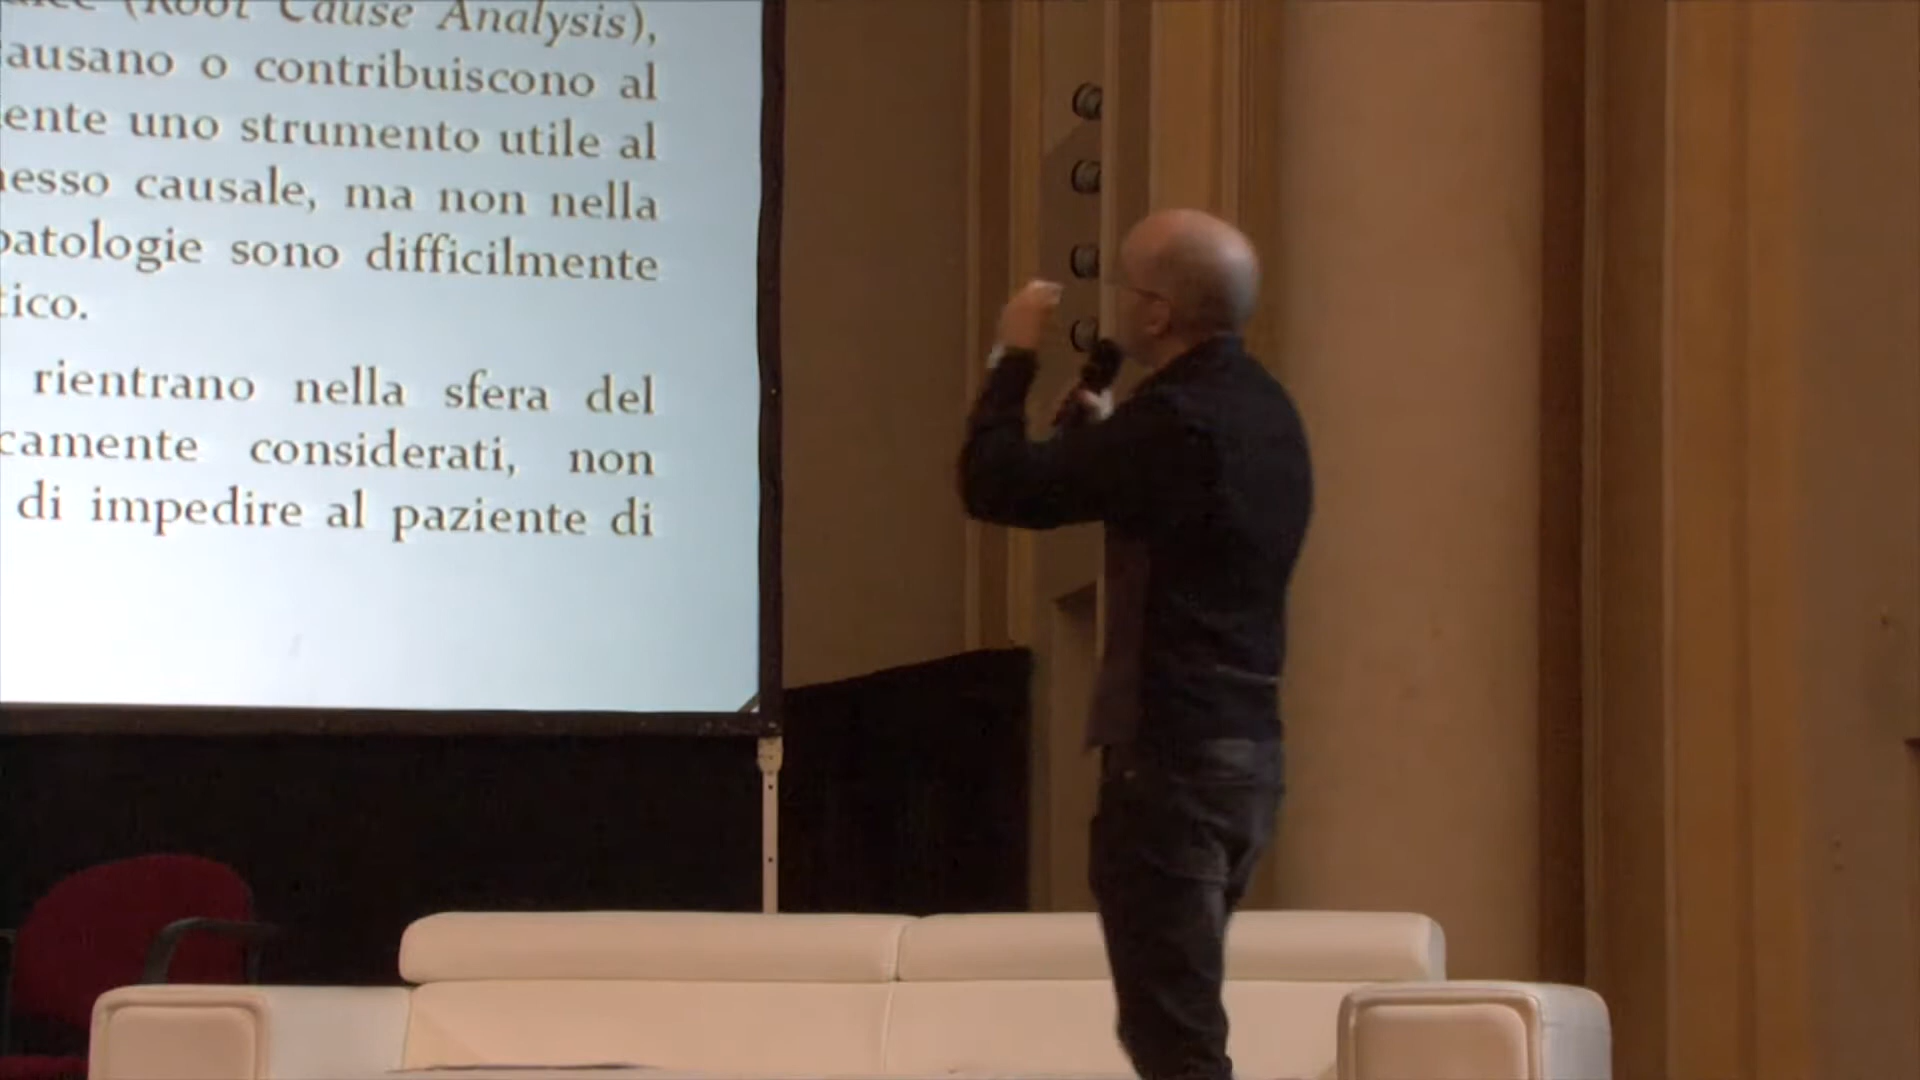 (Root Cause Analysis),
ausano o contribuiscono al
ente uno strumento utile al
esso causale, ma non nella
patologie sono difficilmente
tico.
rientrano nella sfera del
camente considerati, non
di impedire al paziente di